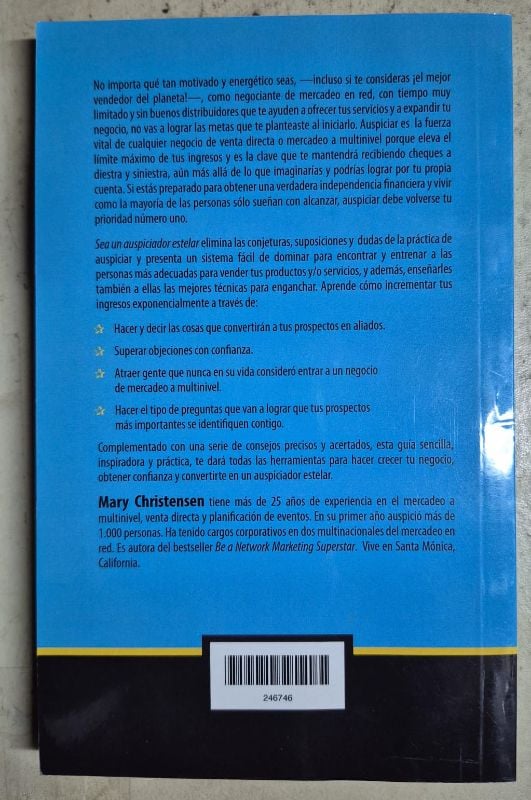 No importa qué tan motivado y energético seas, —incluso si te consideras ¡el mejor
vendedor del planeta!—, como negociante de mercadeo en red, con tiempo muy
limitado y sin buenos distribuidores que te ayuden a ofrecer tus servicios y a expandir tu
negocio, no vas a lograr las metas que te planteaste al iniciarlo. Auspiciar es la fuerza
vital de cualquier negocio de venta directa o mercadeo a multinivel porque eleva el
límite máximo de tus ingresos y es la clave que te mantendrá recibiendo cheques a
diestra y siniestra, aún más allá de lo que imaginarías y podrías lograr por tu propia
cuenta. Si estás preparado para obtener una verdadera independencia financiera y vivir
como la mayoría de las personas sólo sueñan con alcanzar, auspiciar debe volverse tu
prioridad número uno.
Sea un auspiciador estelar elimina las conjeturas, suposiciones y dudas de la práctica de
auspiciar y presenta un sistema fácil de dominar para encontrar y entrenar a las
personas más adecuadas para vender tus productos y/o servicios, y además, enseñarles
también a ellas las mejores técnicas para enganchar. Aprende cómo incrementar tus
ingresos exponencialmente a través de:
Hacer y decir las cosas que convertirán a tus prospectos en aliados.
Superar objeciones con confianza.
Atraer gente que nunca en su vida consideró entrar a un negocio
de mercadeo a multinivel.
Hacer el tipo de preguntas que van a lograr que tus prospectos
más importantes se identifiquen contigo.
Complementado con una serie de consejos precisos y acertados, esta guía sencilla,
inspiradora y práctica, te dará todas las herramientas para hacer crecer tu negocio,
obtener confianza y convertirte en un auspiciador estelar.
Mary Christensen tiene más de 25 años de experiencia en el mercadeo a
multinivel, venta directa y planificación de eventos. En su primer año auspició más de
1.000 personas. Ha tenido cargos corporativos en dos multinacionales del mercadeo en
red. Es autora del bestseller Be a Network Marketing Superstar. Vive en Santa Mónica,
California.
246746